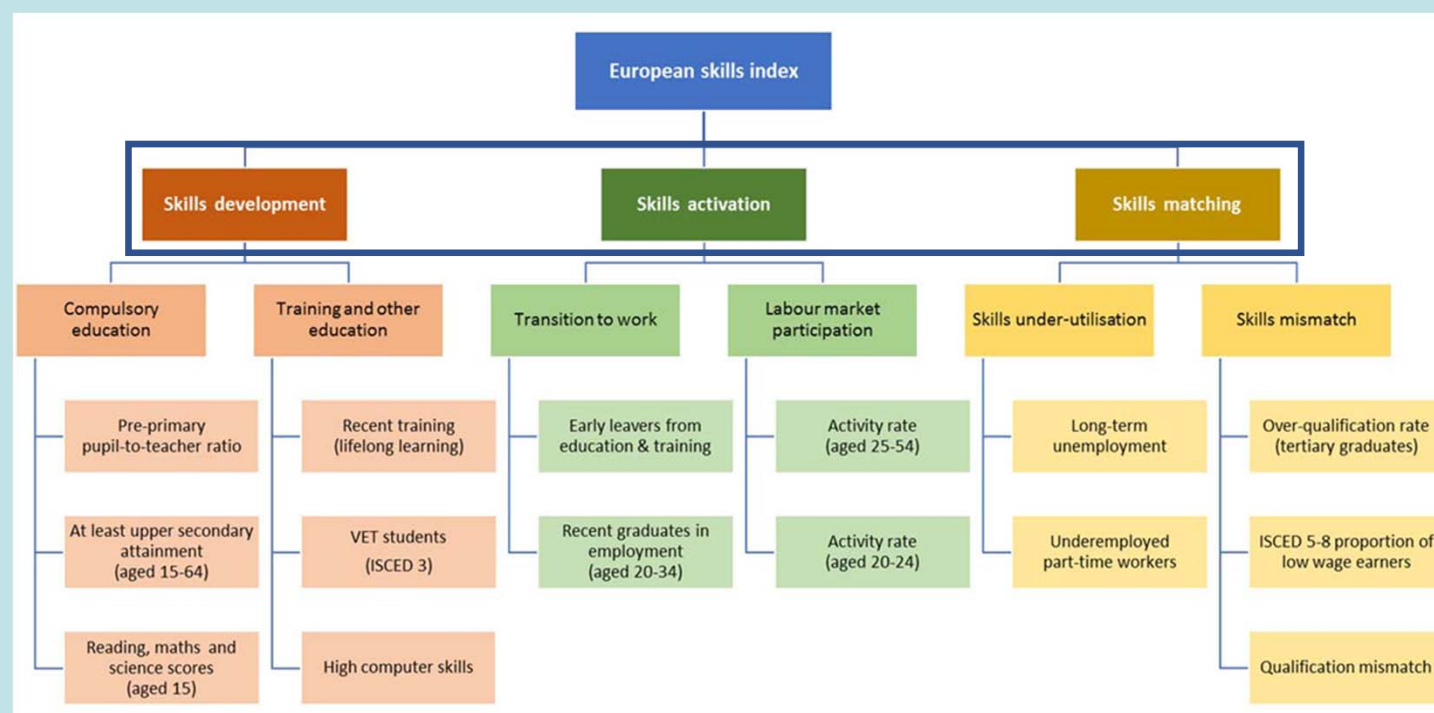 European skills index
Skills development
Skills activation
Skills matching
Compulsory
education
Training and other
education
Transition to work
Labour market
participation
Skills under-utilisation
Skills mismatch
Pre-primary
pupil-to-teacher ratio
Recent training
(lifelong learning)
Early leavers from
education & training
Activity rate
(aged 25-54)
Long-term
unemployment
Over-qualification rate
(tertiary graduates)
At least upper secondary
attainment
(aged 15-64)
VET students
(ISCED 3)
Recent graduates in
employment
(aged 20-34)
Activity rate
(aged 20-24)
Underemployed
part-time workers
ISCED 5-8 proportion of
low wage earners
Reading, maths and
science scores
(aged 15)
High computer skills
Qualification mismatch